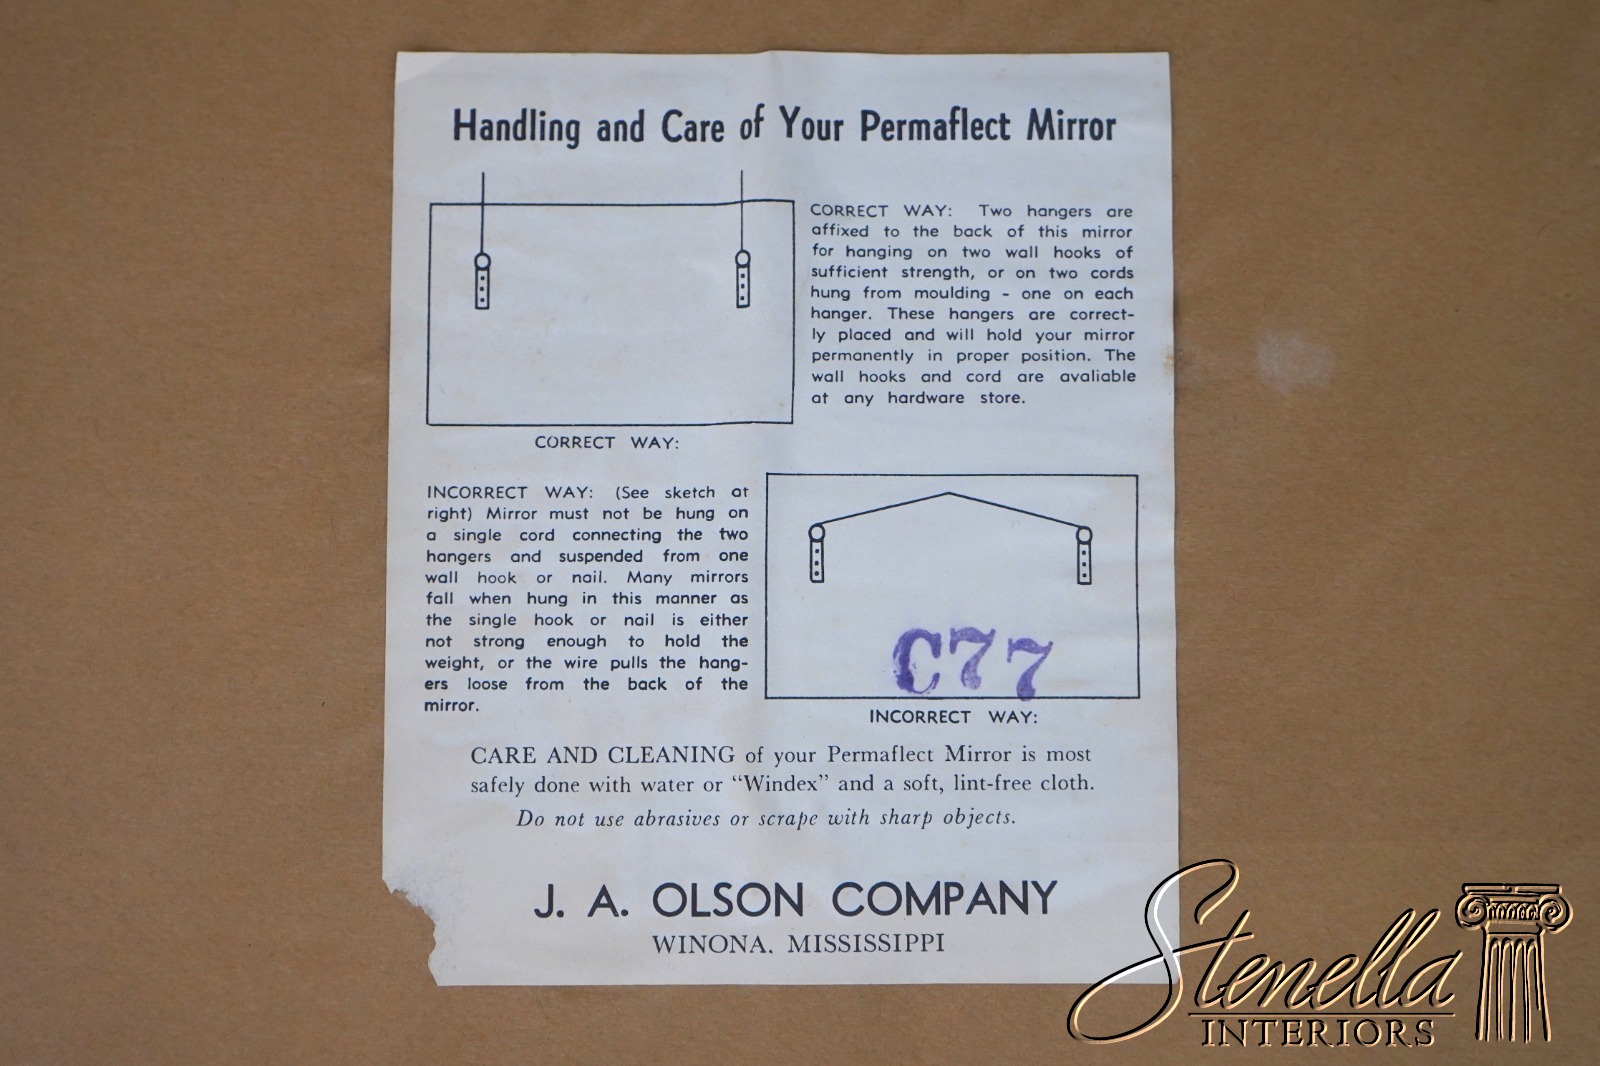 Handling and Care of Your Permaflect Mirror
CORRECT WAY: Two hangers are
affixed to the back of this mirror
for hanging on two wall hooks of
sufficient strength, or on two cords
hung from moulding - one on each
hanger. These hangers are correct-
ly placed and will hold your mirror
permanently in proper position. The
wall hooks and cord are avaliable
at any hardware store.
CORRECT WAY:
INCORRECT WAY: (See sketch at
right) Mirror must not be hung on
a single cord connecting the two
hangers and suspended from one
wall hook or nail. Many mirrors
fall when hung in this manner as
the single hook or nail is either
not strong enough to hold the
weight, or the wire pulls the hang-
ers loose from the back of the
mirror.
C77
INCORRECT WAY:
CARE AND CLEANING of your Permaflect Mirror is most
safely done with water or “Windex” and a soft, lint-free cloth.
Do not use abrasives or scrape with sharp objects.
J. A. OLSON COMPANY
WINONA, MISSISSIPPI
Stenella
INTERIORS